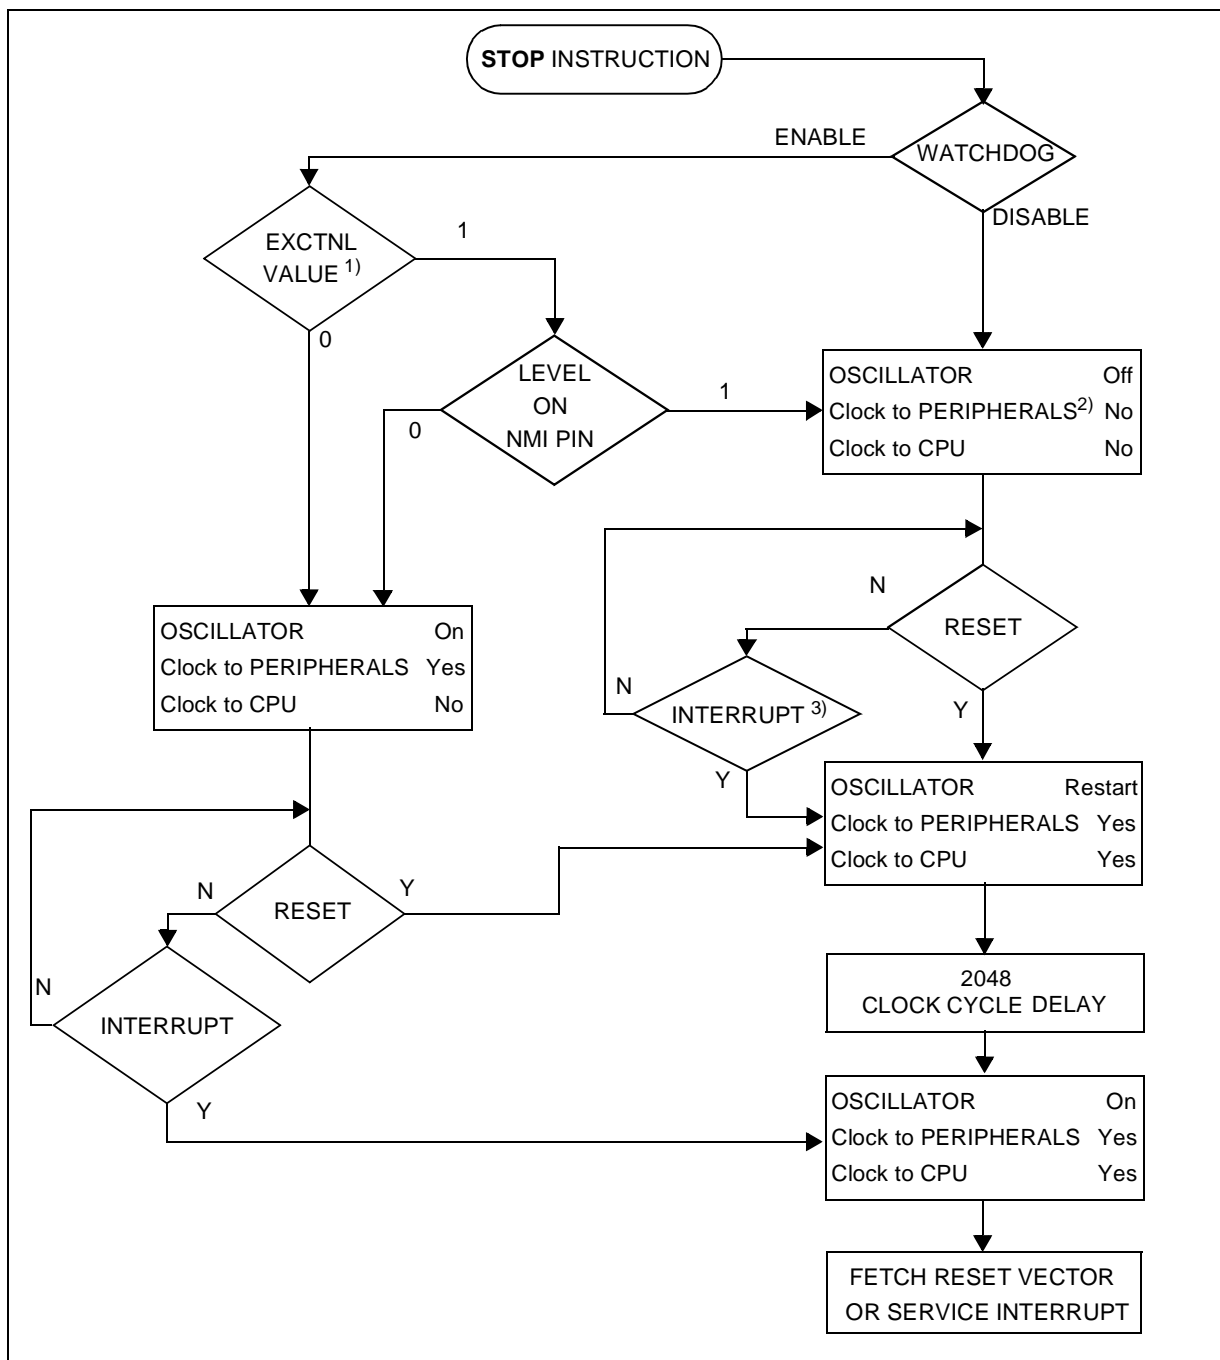 STOP INSTRUCTION
ENABLE
WATCHDOG
DISABLE
EXCTNL
VALUE 1)
1
0
LEVEL
ON
NMI PIN
1
0
OSCILLATOR Off
Clock to PERIPHERALS2) No
Clock to CPU No
N
RESET
Y
OSCILLATOR On
Clock to PERIPHERALS Yes
Clock to CPU No
N
INTERRUPT 3)
Y
OSCILLATOR Restart
Clock to PERIPHERALS Yes
Clock to CPU Yes
N
RESET
Y
N
INTERRUPT
Y
2048
CLOCK CYCLE DELAY
OSCILLATOR On
Clock to PERIPHERALS Yes
Clock to CPU Yes
FETCH RESET VECTOR
OR SERVICE INTERRUPT